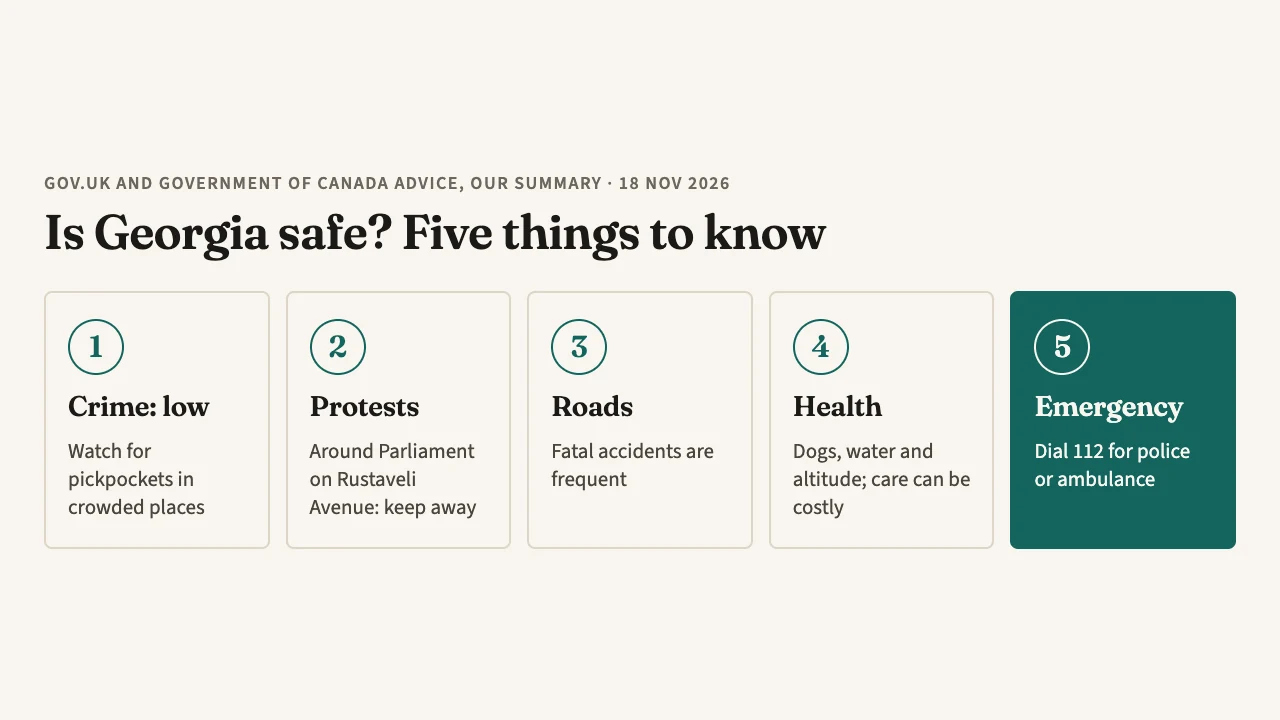 GOV.UK AND GOVERNMENT OF CANADA ADVICE, OUR SUMMARY · 18 NOV 2026
Is Georgia safe? Five things to know
1
Crime: low
Watch for
pickpockets in
crowded places
2
Protests
Around Parliament
on Rustaveli
Avenue: keep away
3
Roads
Fatal accidents are
frequent
4
Health
Dogs, water and
altitude; care can be
costly
5
Emergency
Dial 112 for police
or ambulance